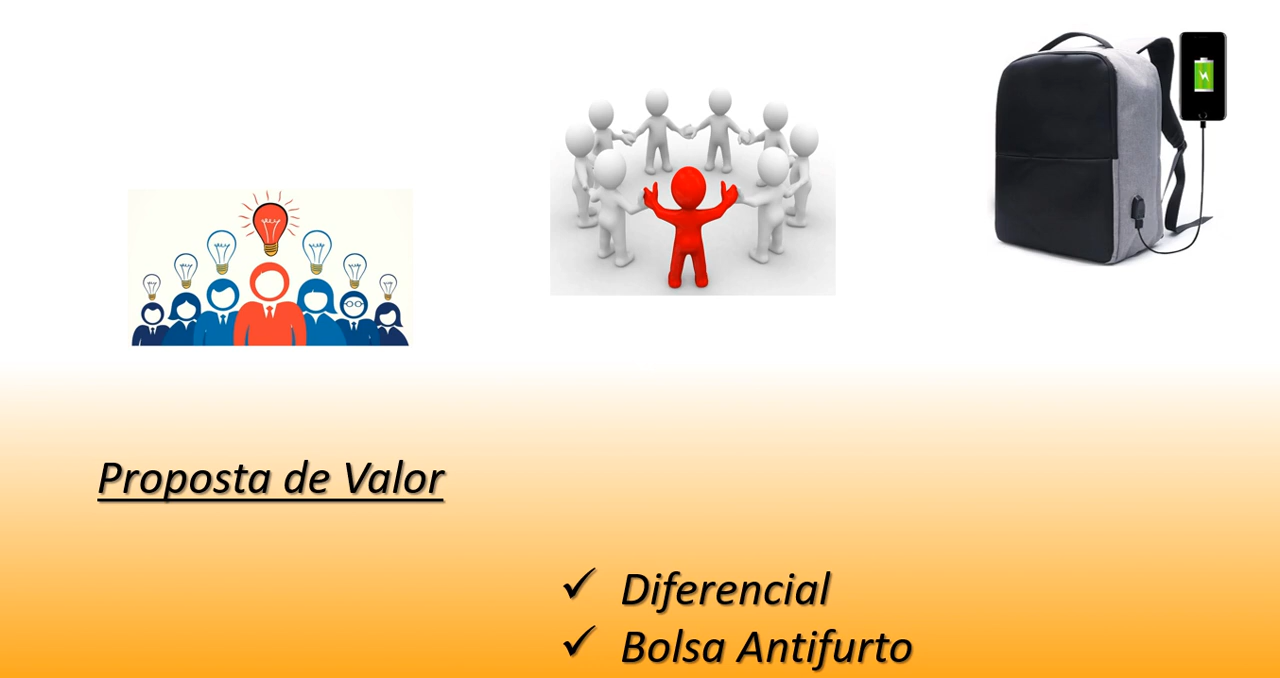 Proposta de Valor
✓ Diferencial
✓ Bolsa Antifurto